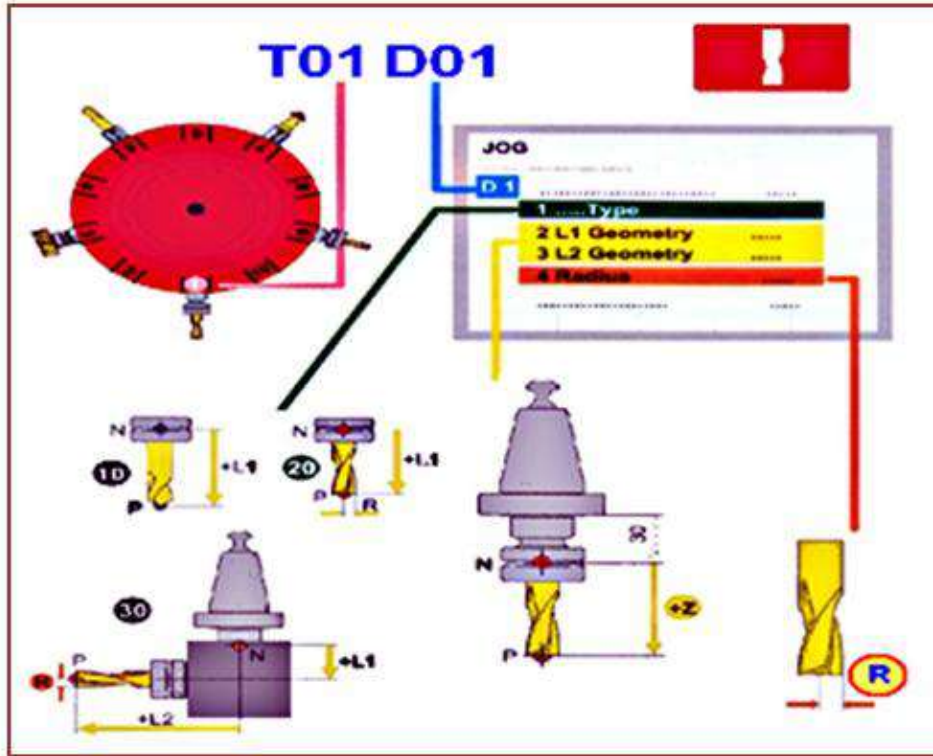 T01 D01
JOG
D 1
1 .....Type
2 L1 Geometry
3 L2 Geometry
4 Radius
N
10
+L1
P
N
20
+L1
P
R
30
N
+L1
P
R
+L2
30
N
+Z
P
R